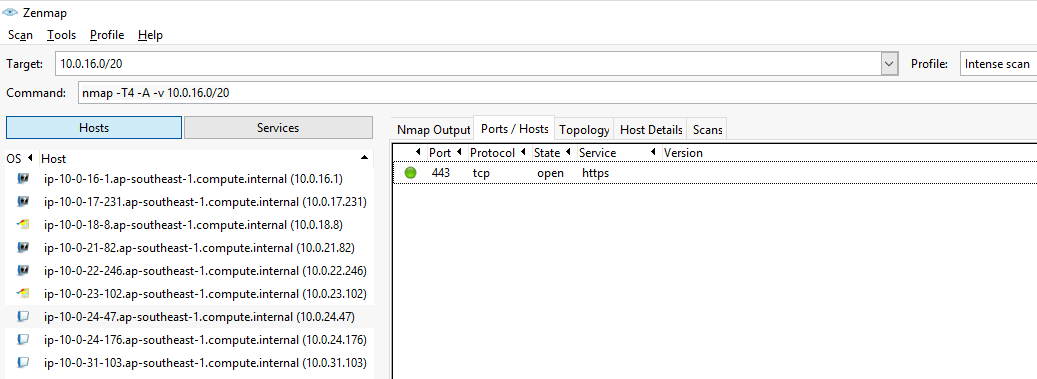 Zenmap
Scan Tools Profile Help
Target: 10.0.16.0/20 Profile: Intense scan
Command: nmap -T4 -A -v 10.0.16.0/20
Hosts Services
Nmap Output Ports / Hosts Topology Host Details Scans
OS Host
Port Protocol State Service Version
443 tcp open https
ip-10-0-16-1.ap-southeast-1.compute.internal (10.0.16.1)
ip-10-0-17-231.ap-southeast-1.compute.internal (10.0.17.231)
ip-10-0-18-8.ap-southeast-1.compute.internal (10.0.18.8)
ip-10-0-21-82.ap-southeast-1.compute.internal (10.0.21.82)
ip-10-0-22-246.ap-southeast-1.compute.internal (10.0.22.246)
ip-10-0-23-102.ap-southeast-1.compute.internal (10.0.23.102)
ip-10-0-24-47.ap-southeast-1.compute.internal (10.0.24.47)
ip-10-0-24-176.ap-southeast-1.compute.internal (10.0.24.176)
ip-10-0-31-103.ap-southeast-1.compute.internal (10.0.31.103)